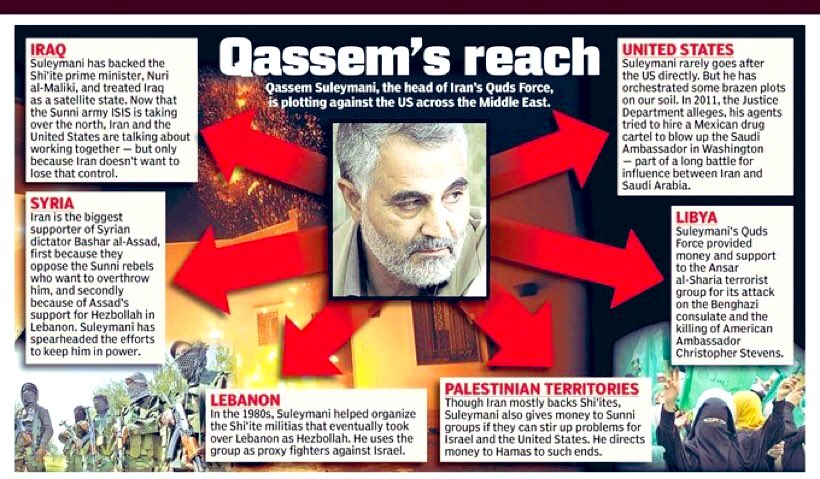 Qassem's reach
Qassem Suleymani, the head of Iran's Quds Force,
is plotting against the US across the Middle East.
IRAQ
Suleymani has backed the
Shi'ite prime minister, Nuri
al-Maliki, and treated Iraq
as a satellite state. Now that
the Sunni army ISIS is taking
over the north, Iran and the
United States are talking about
working together — but only
because Iran doesn't want to
lose that control.
SYRIA
Iran is the biggest
supporter of Syrian
dictator Bashar al-Assad,
first because they
oppose the Sunni rebels
who want to overthrow
him, and secondly
because of Assad's
support for Hezbollah in
Lebanon. Suleymani has
spearheaded the efforts
to keep him in power.
LEBANON
In the 1980s, Suleymani helped organize
the Shi'ite militias that eventually took
over Lebanon as Hezbollah. He uses the
group as proxy fighters against Israel.
PALESTINIAN TERRITORIES
Though Iran mostly backs Shi'ites,
Suleymani also gives money to Sunni
groups if they can stir up problems for
Israel and the United States. He directs
money to Hamas to such ends.
UNITED STATES
Suleymani rarely goes after
the US directly. But he has
orchestrated some brazen plots
on our soil. In 2011, the Justice
Department alleges, his agents
tried to hire a Mexican drug
cartel to blow up the Saudi
Ambassador in Washington
— part of a long battle for
influence between Iran and
Saudi Arabia.
LIBYA
Suleymani's Quds
Force provided
money and support
to the Ansar
al-Sharia terrorist
group for its attack
on the Benghazi
consulate and the
killing of American
Ambassador
Christopher Stevens.